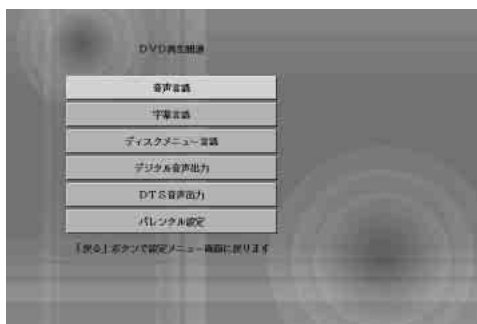 DVD再生関連
音声言語
字幕言語
ディスクメニュー言語
デジタル音声出力
DTS音声出力
パレンタル設定
「戻る」ボタンで設定メニュー画面に戻ります